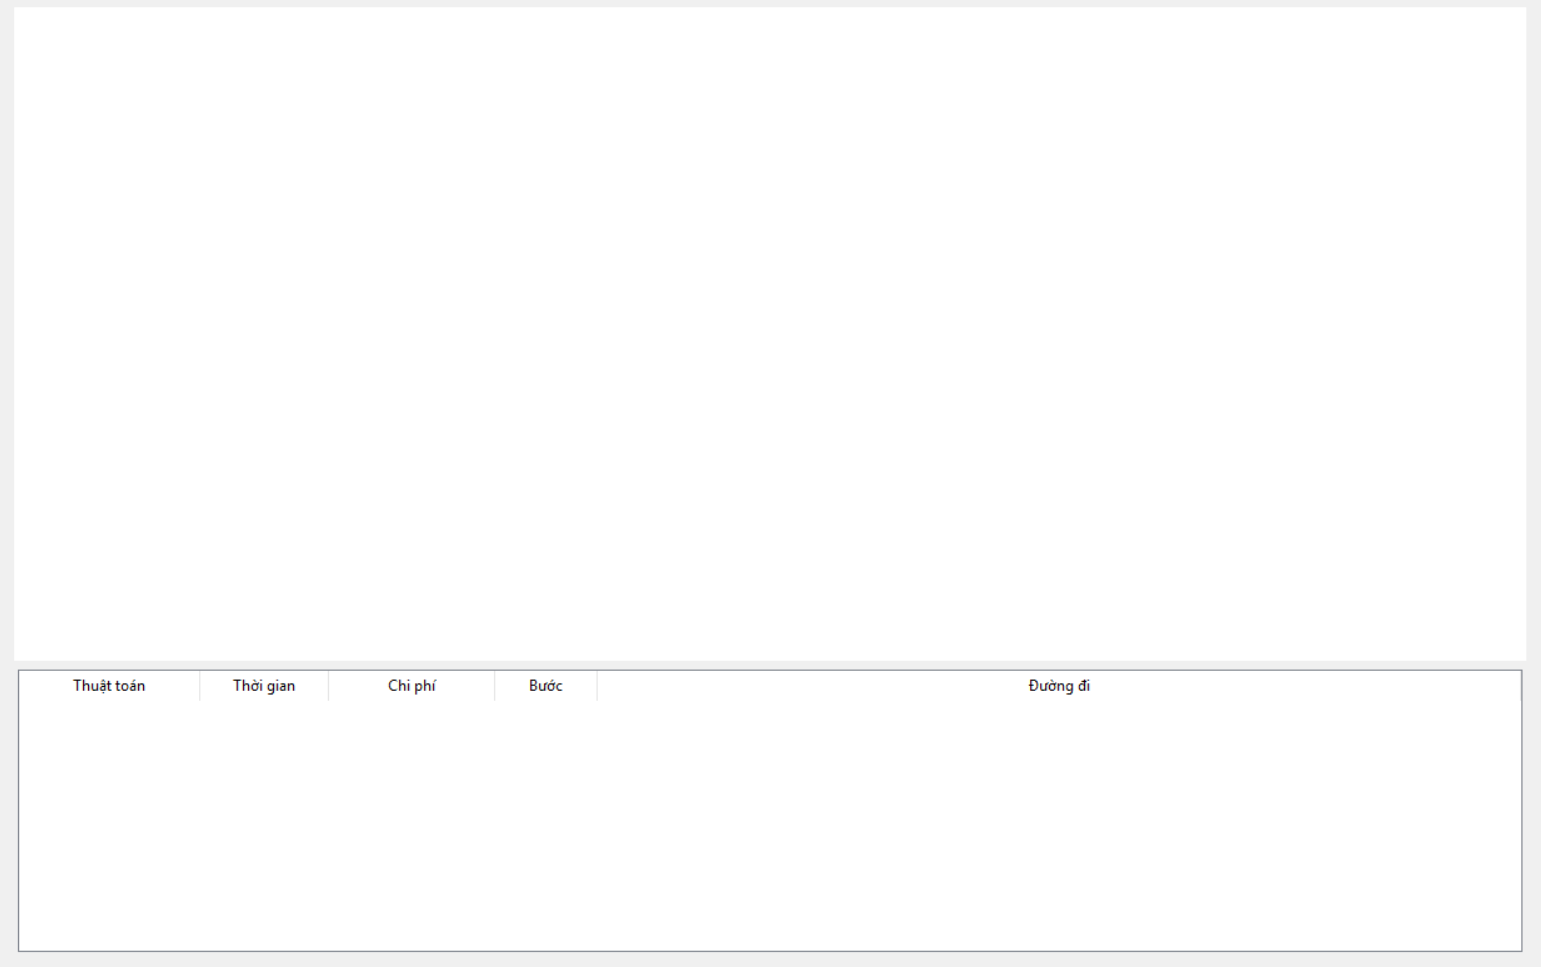 Thuật toán Thời gian Chi phí Bước Đường đi